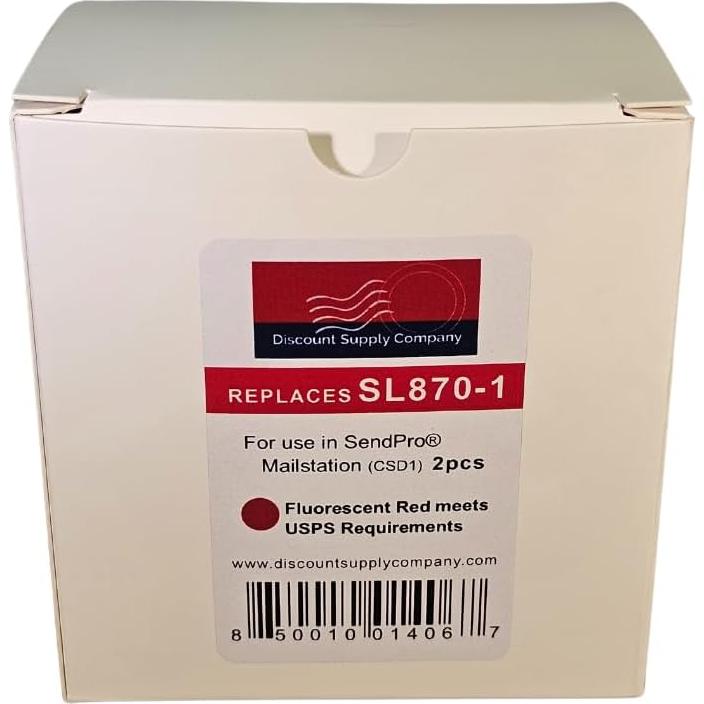 Discount Supply Company
REPLACES SL870-1
For use in SendPro®
Mailstation (CSD1) 2pcs
Fluorescent Red meets
USPS Requirements
www.discountsupplycompany.com
8 50010 01406 7